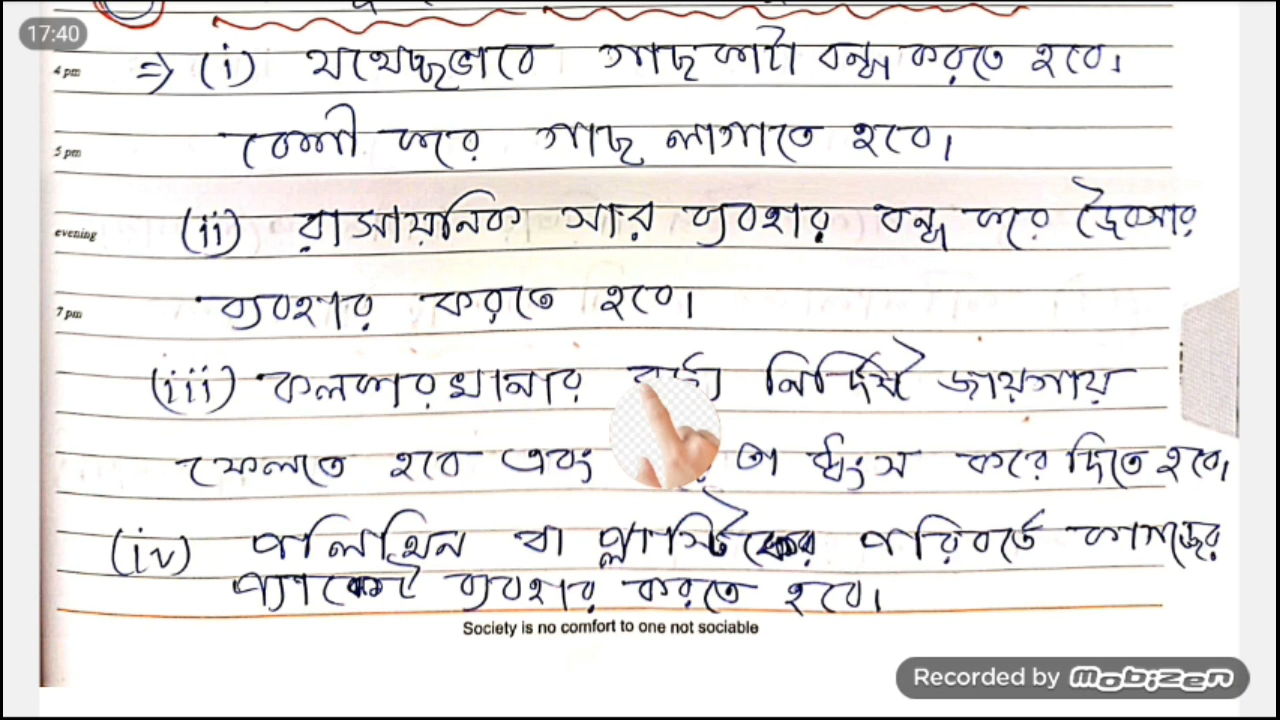 17:40
4 pm
⇒ (i) যথেচ্ছভাবে গাছ কাটা বন্ধ করতে হবে।
5 pm
বেশী করে গাছ লাগাতে হবে।
evening
(ii) রাসায়নিক সার ব্যবহার বন্ধ করে জৈবসার
7 pm
ব্যবহার করতে হবে।
(iii) কলকারখানার বর্জ্য নির্দিষ্ট জায়গায়
ফেলতে হবে এবং তা ধ্বংস করে দিতে হবে।
(iv) পলিথিন বা প্লাস্টিকের পরিবর্তে কাগজের
প্যাকেট ব্যবহার করতে হবে।
Society is no comfort to one not sociable
Recorded by mobizen